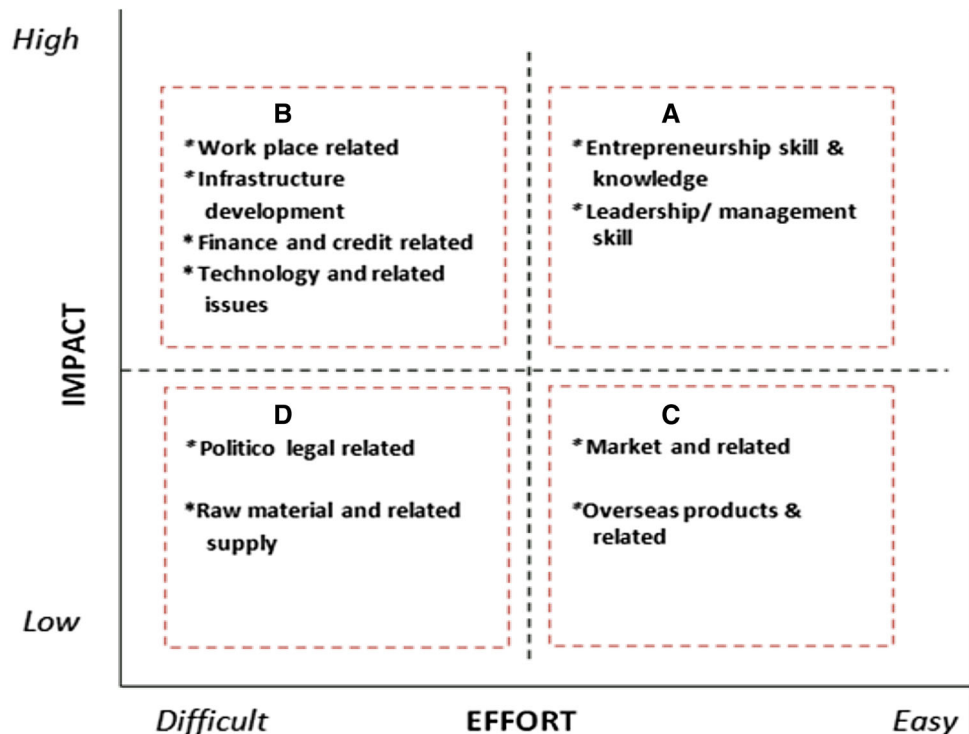 High
B
*Work place related
*Infrastructure
development
*Finance and credit related
*Technology and related
issues
A
*Entrepreneurship skill &
knowledge
*Leadership/ management
skill
IMPACT
D
*Politico legal related
*Raw material and related
supply
C
*Market and related
*Overseas products &
related
Low
Difficult
EFFORT
Easy